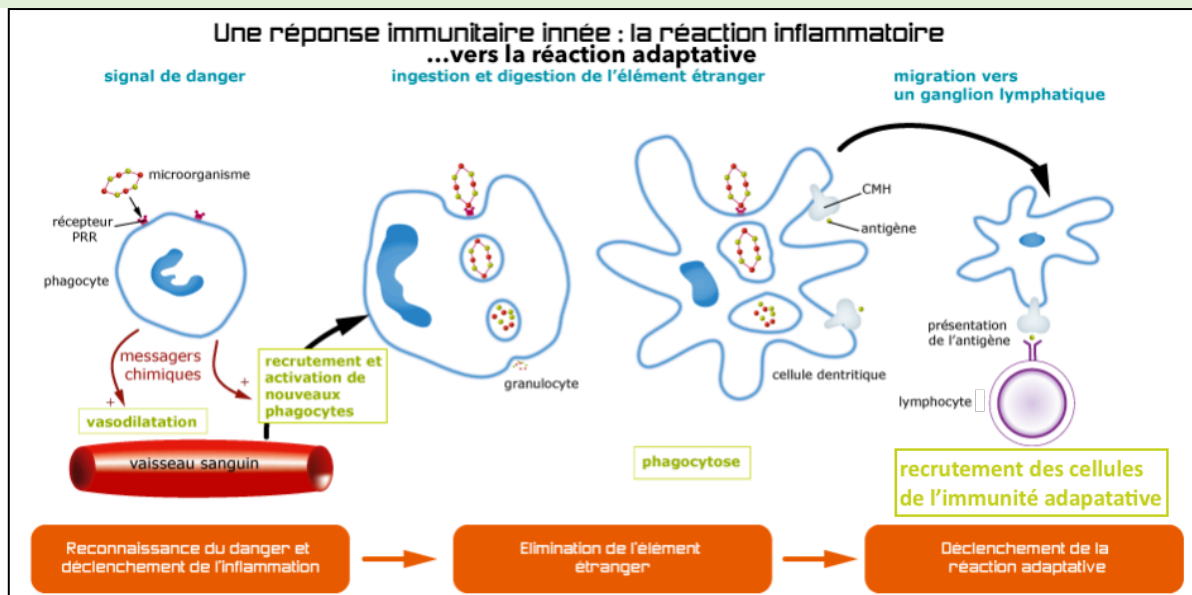 Une réponse immunitaire innée : la réaction inflammatoire
...vers la réaction adaptative
signal de danger
ingestion et digestion de l'élément étranger
migration vers
un ganglion lymphatique
microorganisme
récepteur
PRR
phagocyte
messagers
chimiques
+
+
vasodilatation
recrutement et
activation de
nouveaux
phagocytes
vaisseau sanguin
granulocyte
CMH
antigène
cellule dentritique
phagocytose
présentation
de l'antigène
lymphocyte
recrutement des cellules
de l'immunité adapatative
Reconnaissance du danger et
déclenchement de l'inflammation
Elimination de l'élément
étranger
Déclenchement de la
réaction adaptative